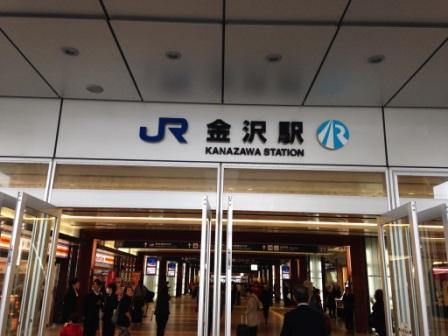 JR 金沢駅
KANAZAWA STATION